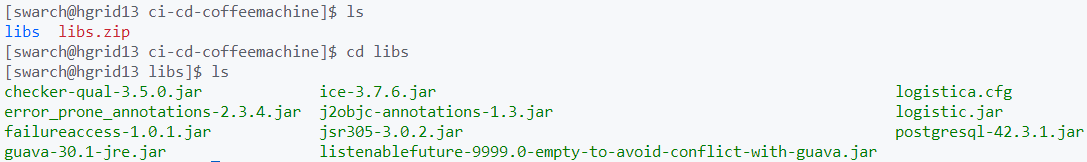 [swarch@hgrid13 ci-cd-coffeemachine]$ ls
libs  libs.zip
[swarch@hgrid13 ci-cd-coffeemachine]$ cd libs
[swarch@hgrid13 libs]$ ls
checker-qual-3.5.0.jar  ice-3.7.6.jar  logistica.cfg
error_prone_annotations-2.3.4.jar  j2objc-annotations-1.3.jar  logistic.jar
failureaccess-1.0.1.jar  jsr305-3.0.2.jar  postgresql-42.3.1.jar
guava-30.1-jre.jar  listenablefuture-9999.0-empty-to-avoid-conflict-with-guava.jar